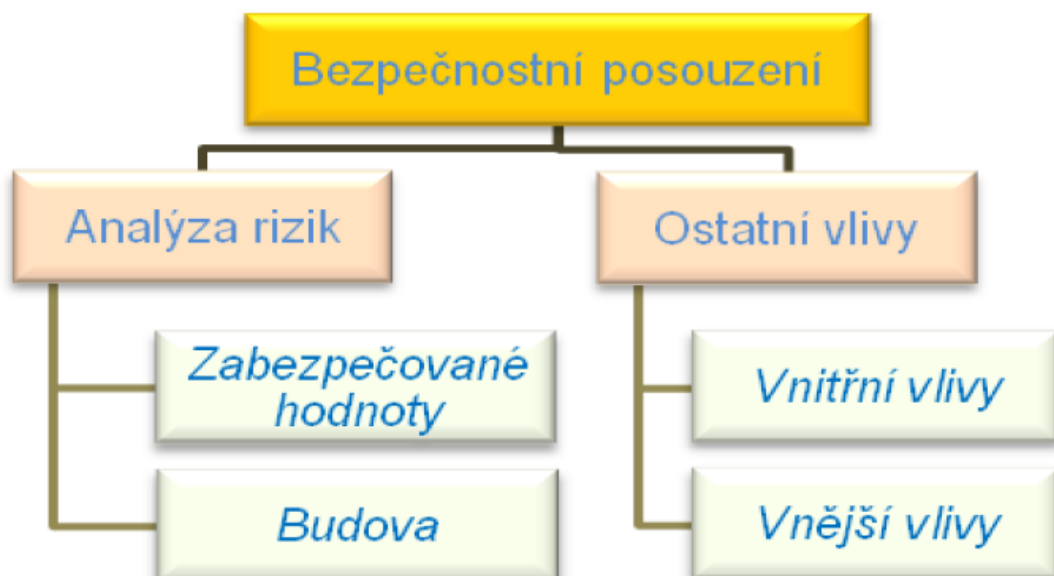 Bezpečnostní posouzení
Analýza rizik
Ostatní vlivy
Zabezpečované
hodnoty
Vnitřní vlivy
Budova
Vnější vlivy